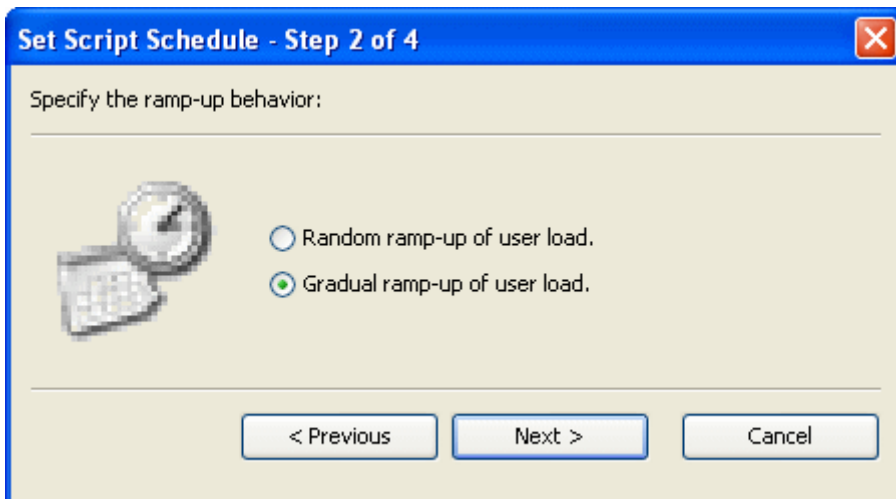 Set Script Schedule - Step 2 of 4
Specify the ramp-up behavior:
Random ramp-up of user load.
Gradual ramp-up of user load.
< Previous Next > Cancel